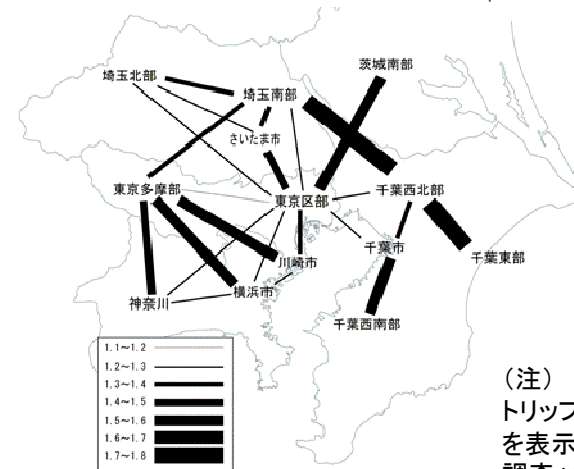 茨城南部
埼玉北部
埼玉南部
さいたま市
東京多摩部
東京区部
千葉西北部
千葉市
千葉東部
川崎市
横浜市
神奈川
千葉西南部
1.1~1.2
1.2~1.3
1.3~1.4
1.4~1.5
1.5~1.6
1.6~1.7
1.7~1.8
（注）
トリップ
を表示